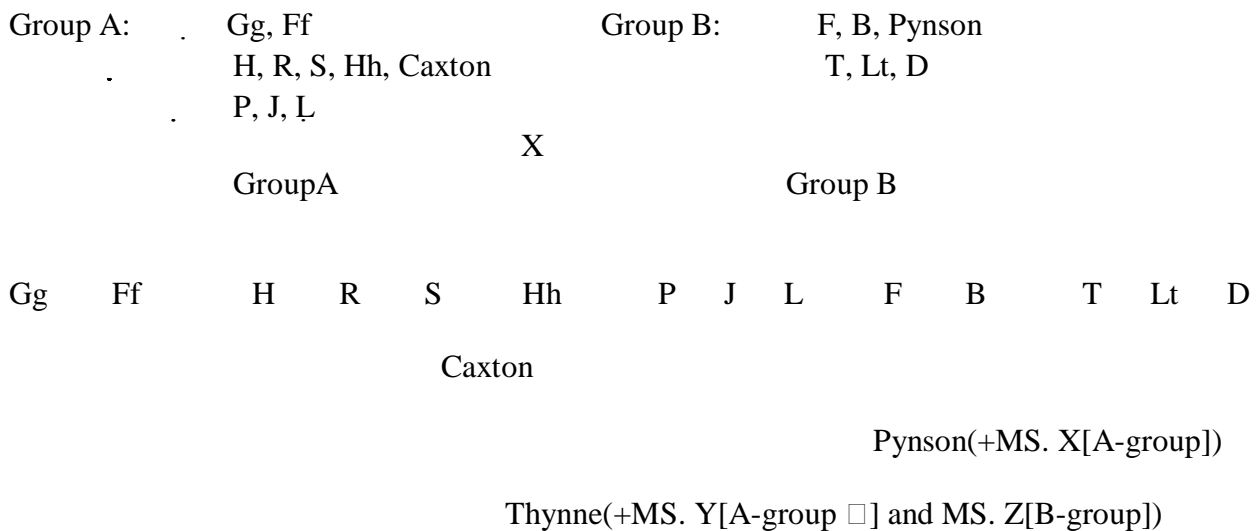 Group A: Gg, Ff Group B: F, B, Pynson
H, R, S, Hh, Caxton T, Lt, D
P, J, L
X
GroupA Group B
Gg Ff H R S Hh P J L F B T Lt D
Caxton
Pynson(+MS. X[A-group])
Thynne(+MS. Y[A-group □] and MS. Z[B-group])